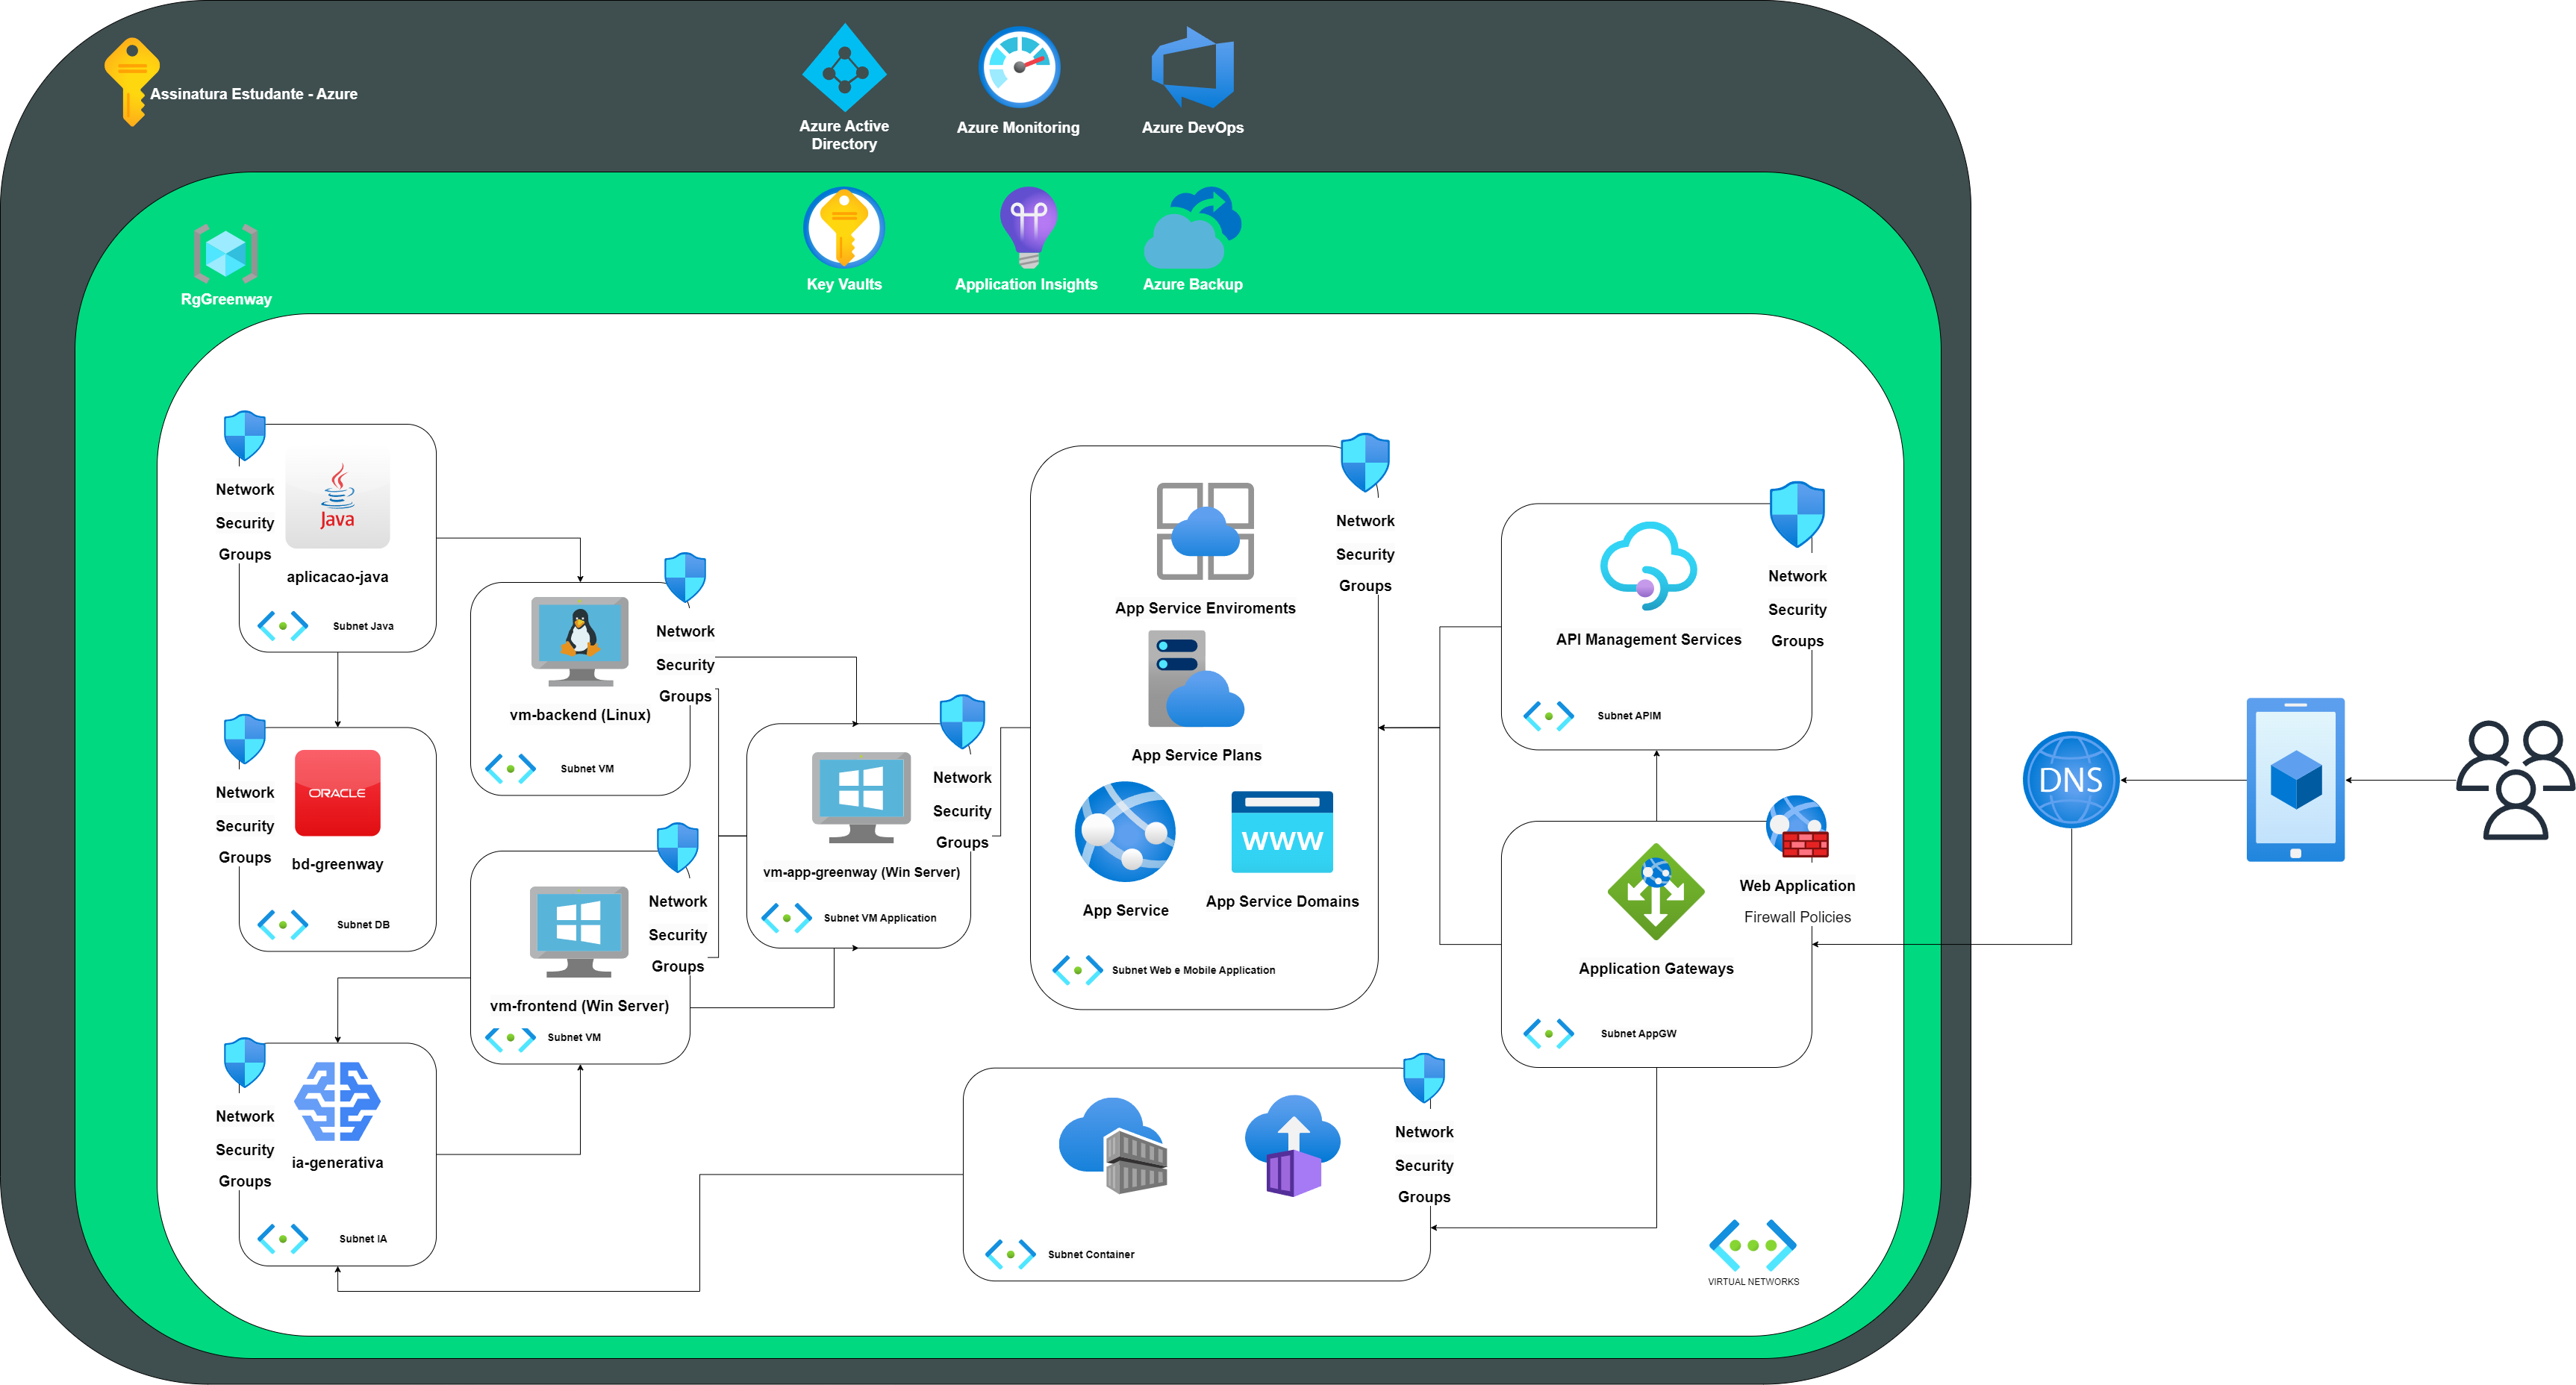 Assinatura Estudante - Azure
Azure Active
Directory
Azure Monitoring
Azure DevOps
RgGreenway
Key Vaults
Application Insights
Azure Backup
Network
Security
Groups
Java
aplicacao-java
Subnet Java
Network
Security
Groups
vm-backend (Linux)
Subnet VM
Network
Security
Groups
ORACLE
bd-greenway
Subnet DB
Network
Security
Groups
vm-frontend (Win Server)
Subnet VM
Network
Security
Groups
vm-app-greenway (Win Server)
Subnet VM Application
Network
Security
Groups
ia-generativa
Subnet IA
Network
Security
Groups
App Service Enviroments
App Service Plans
App Service
www
App Service Domains
Subnet Web e Mobile Application
Network
Security
Groups
API Management Services
Subnet APIM
Web Application
Firewall Policies
Application Gateways
Subnet AppGW
Network
Security
Groups
Subnet Container
VIRTUAL NETWORKS
DNS